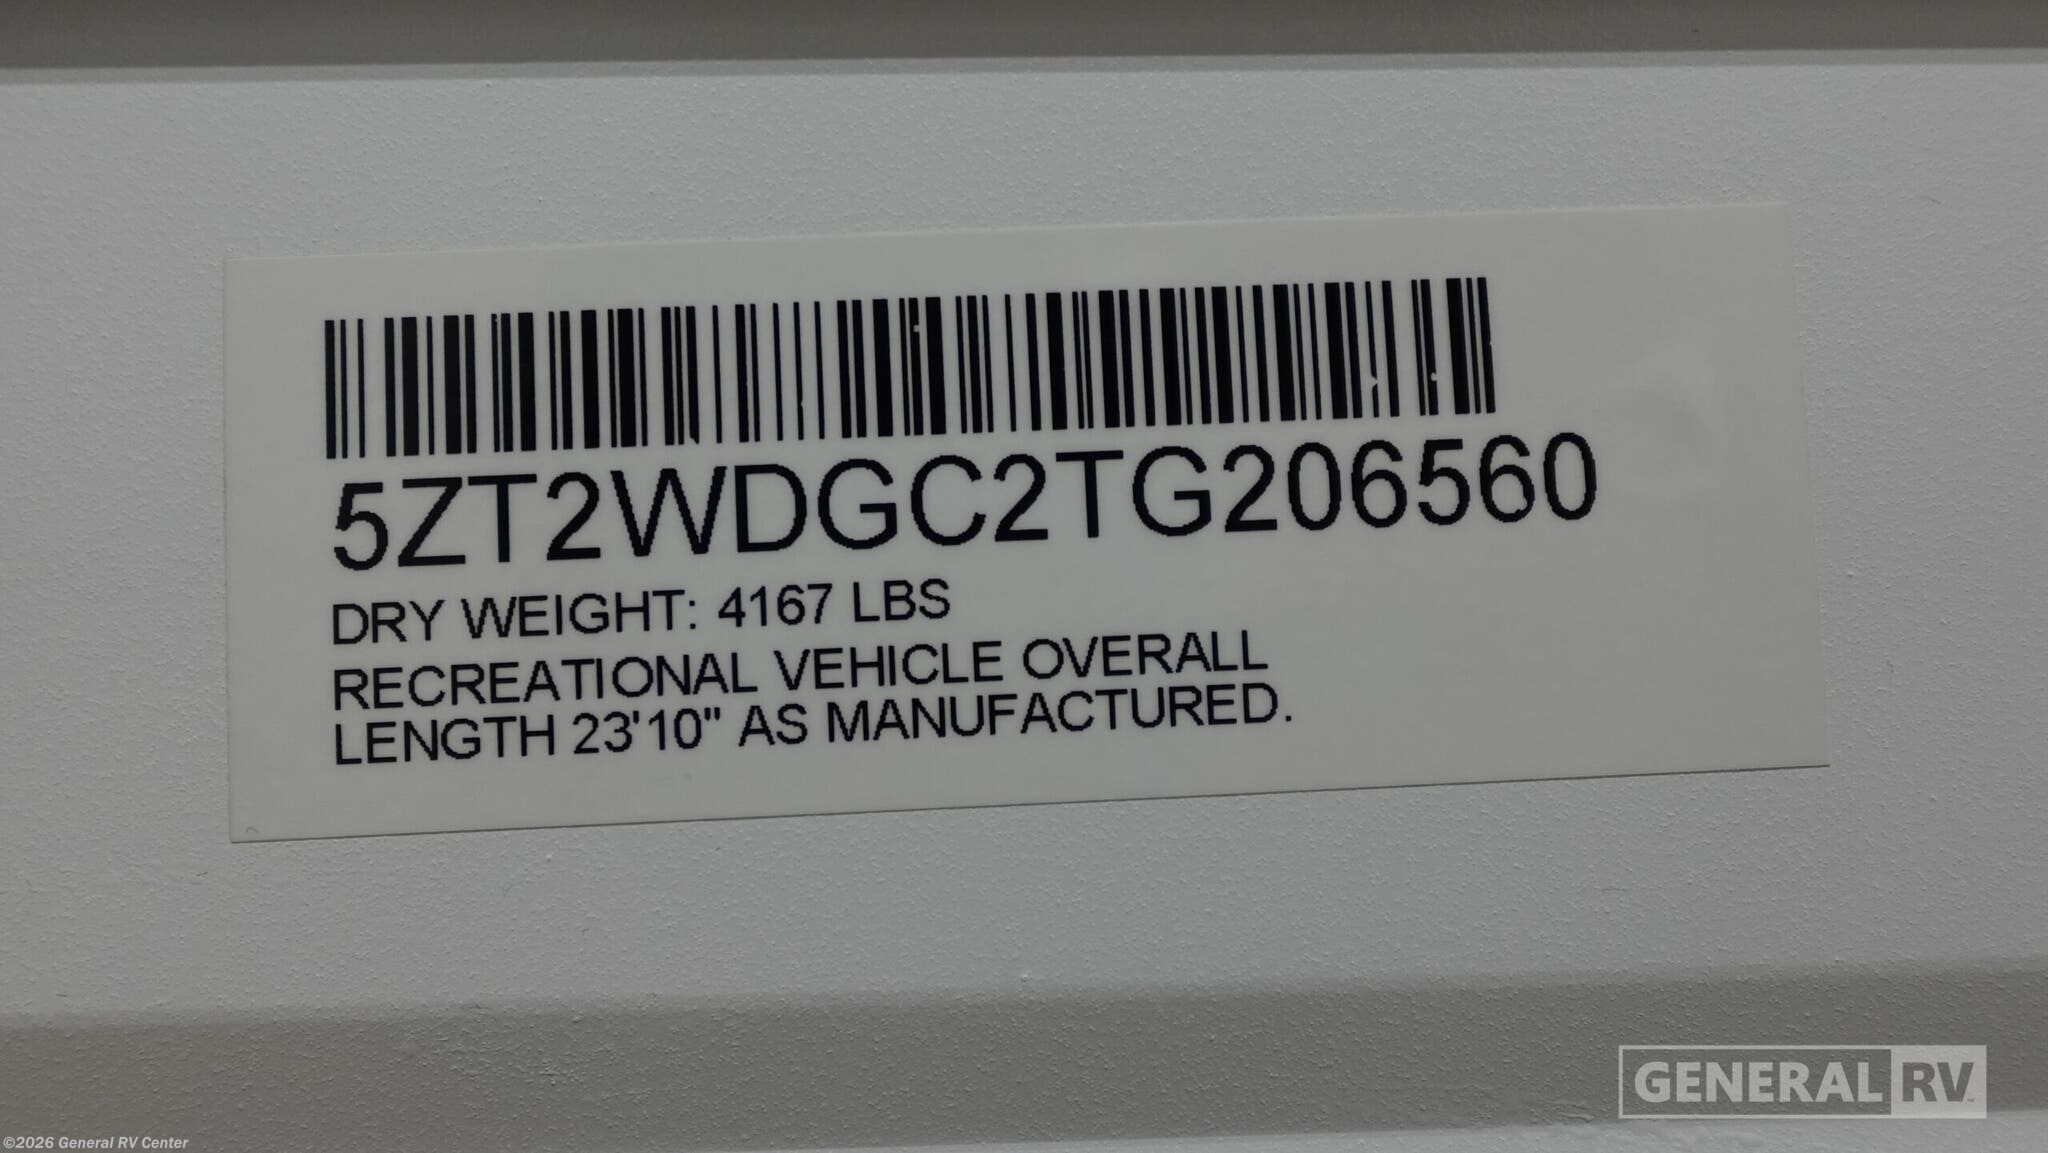 5ZT2WDGC2TG206560
DRY WEIGHT: 4167 LBS
RECREATIONAL VEHICLE OVERALL
LENGTH 23'10" AS MANUFACTURED.
GENERAL RV
©2026 General RV Center